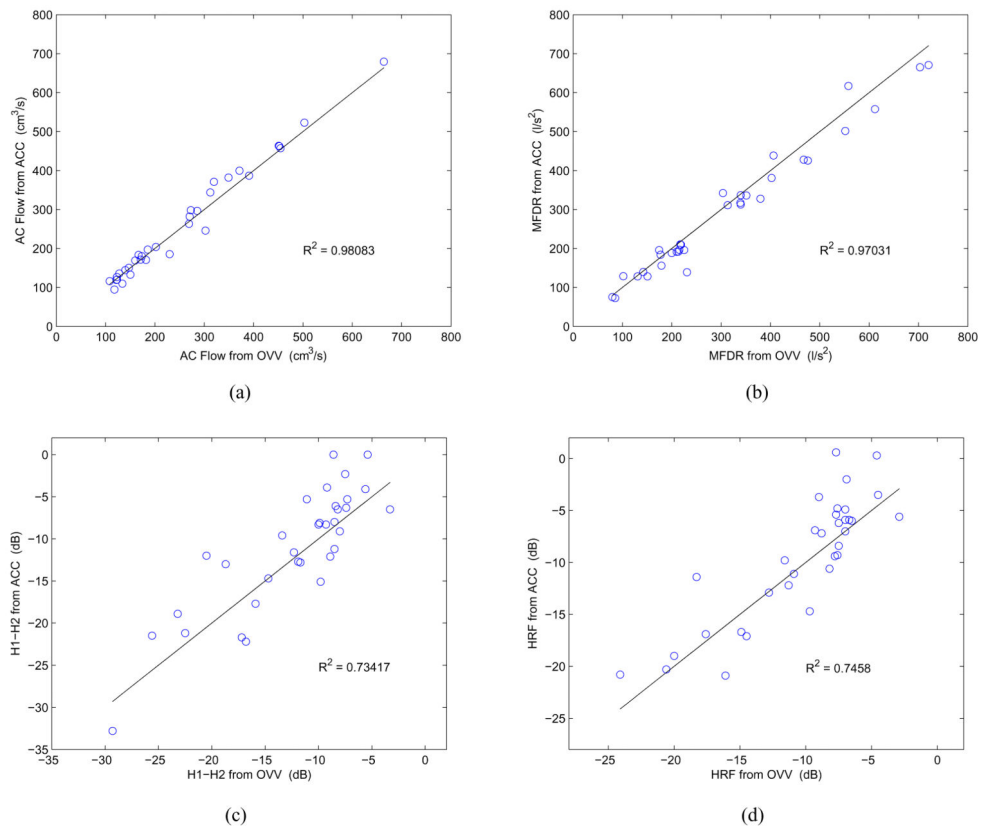 800
700
600
500
400
300
200
100
0
0 100 200 300 400 500 600 700 800
AC Flow from ACC (cm³/s)
AC Flow from OVV (cm³/s)
R² = 0.98083
(a)
800
700
600
500
400
300
200
100
0
0 100 200 300 400 500 600 700 800
MFDR from ACC (l/s²)
MFDR from OVV (l/s²)
R² = 0.97031
(b)
0
−5
−10
−15
−20
−25
−30
−35
−35 −30 −25 −20 −15 −10 −5 0
H1−H2 from ACC (dB)
H1−H2 from OVV (dB)
R² = 0.73417
(c)
0
−5
−10
−15
−20
−25
−25 −20 −15 −10 −5 0
HRF from ACC (dB)
HRF from OVV (dB)
R² = 0.7458
(d)